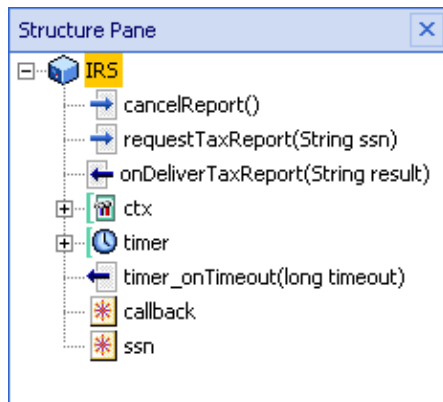 Structure Pane
IRS
cancelReport()
requestTaxReport(String ssn)
onDeliverTaxReport(String result)
ctx
timer
timer_onTimeout(long timeout)
callback
ssn